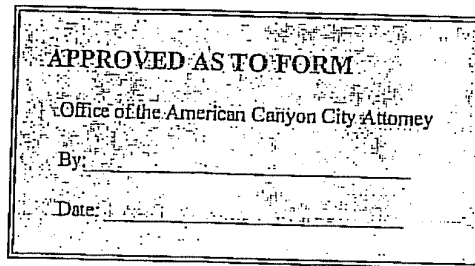 APPROVED AS TO FORM
Office of the American Canyon City Attorney
By:
Date: